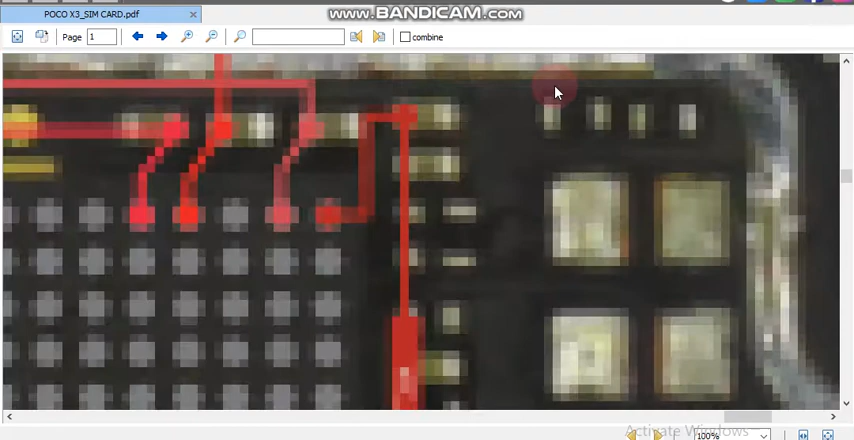 www.BANDICAM.com
POCO X3_SIM CARD.pdf
Page 1
combine
Activate Windows
100%